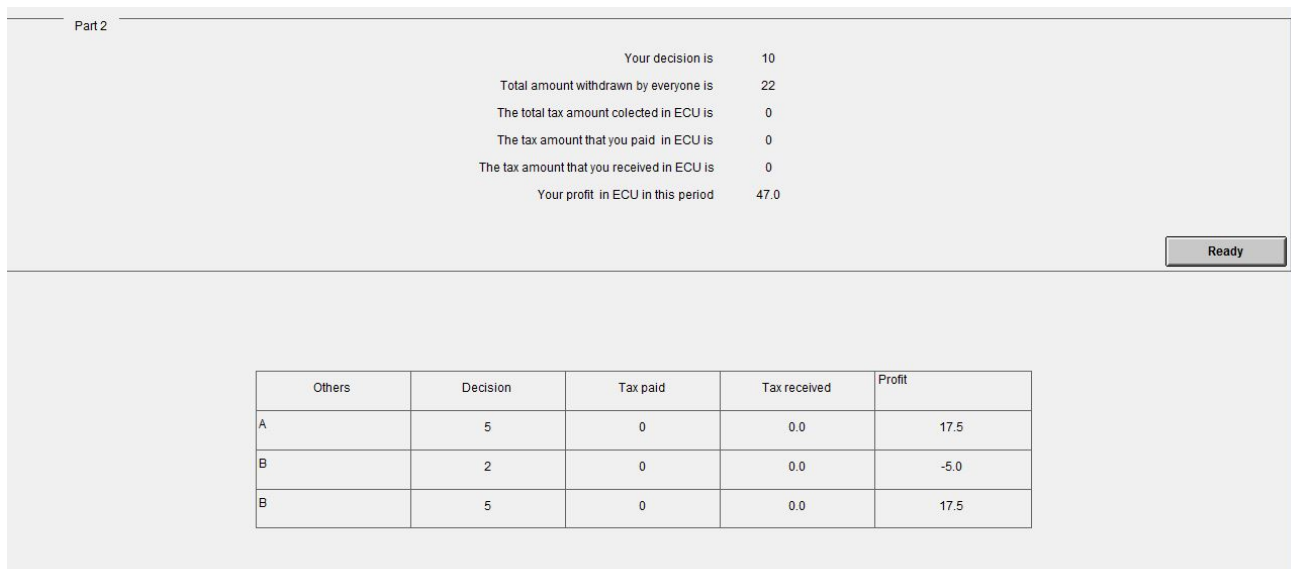 Part 2
Your decision is 10
Total amount withdrawn by everyone is 22
The total tax amount colected in ECU is 0
The tax amount that you paid in ECU is 0
The tax amount that you received in ECU is 0
Your profit in ECU in this period 47.0
Ready
Others Decision Tax paid Tax received Profit
A 5 0 0.0 17.5
B 2 0 0.0 -5.0
B 5 0 0.0 17.5